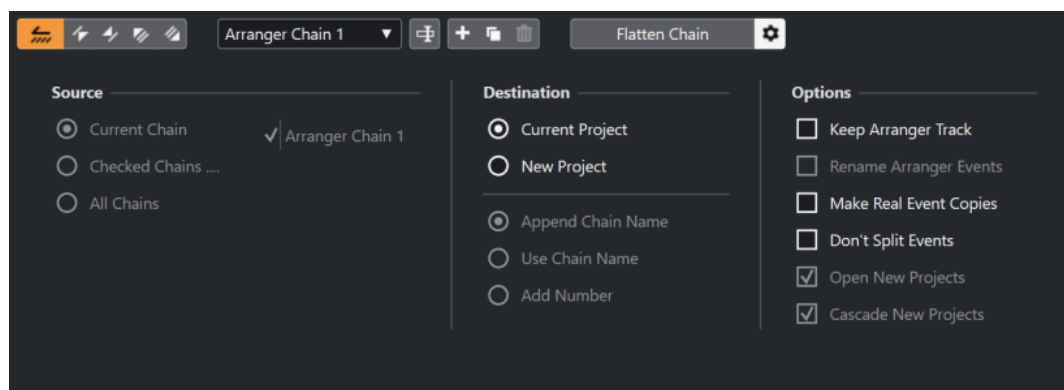 Arranger Chain 1
Flatten Chain
Source
Current Chain
Arranger Chain 1
Checked Chains ....
All Chains
Destination
Current Project
New Project
Append Chain Name
Use Chain Name
Add Number
Options
Keep Arranger Track
Rename Arranger Events
Make Real Event Copies
Don't Split Events
Open New Projects
Cascade New Projects